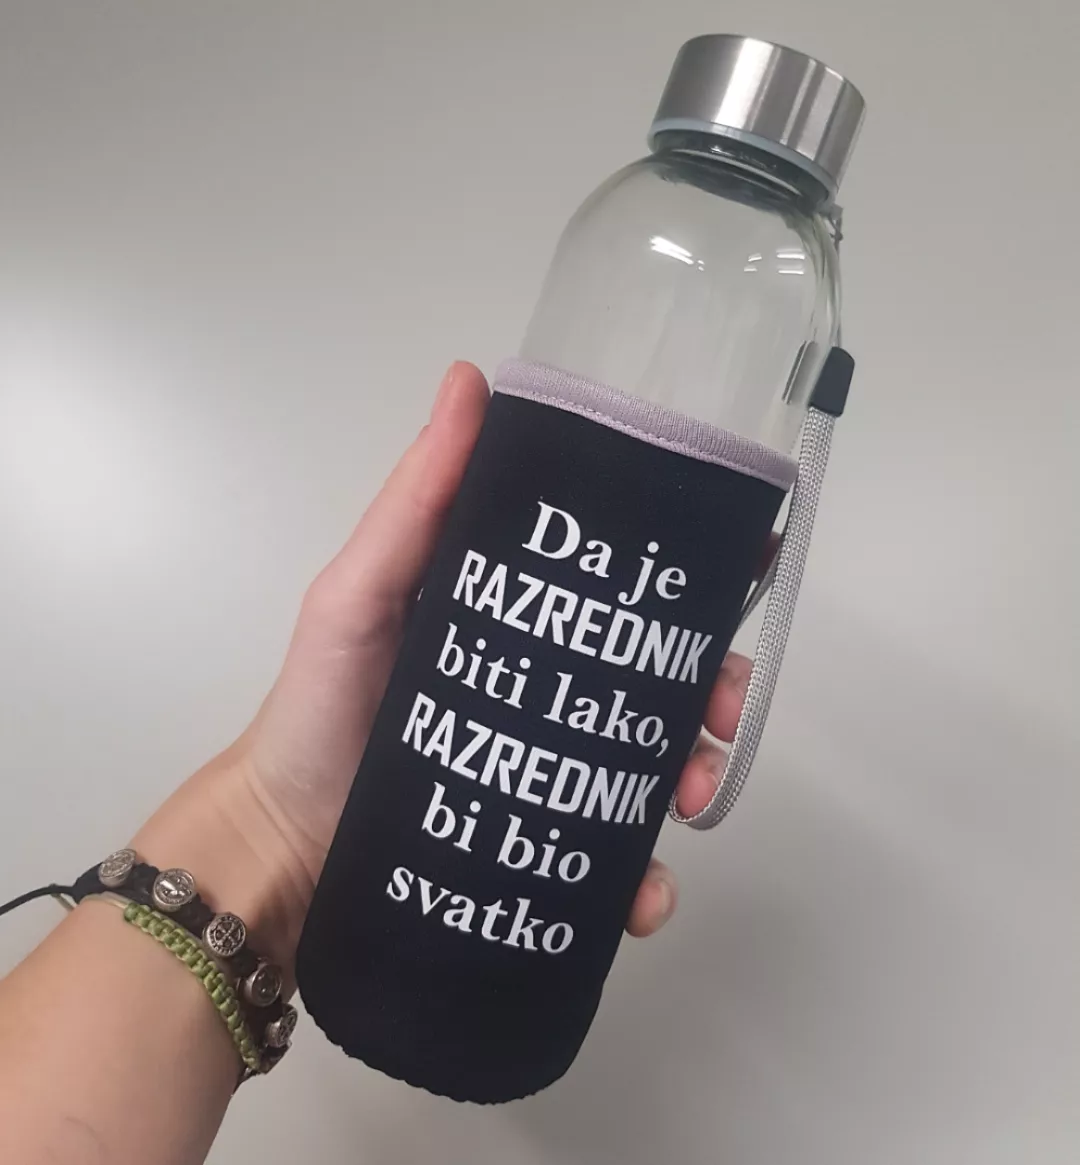 Da je
RAZREDNIK
biti lako,
RAZREDNIK
bi bio
svatko